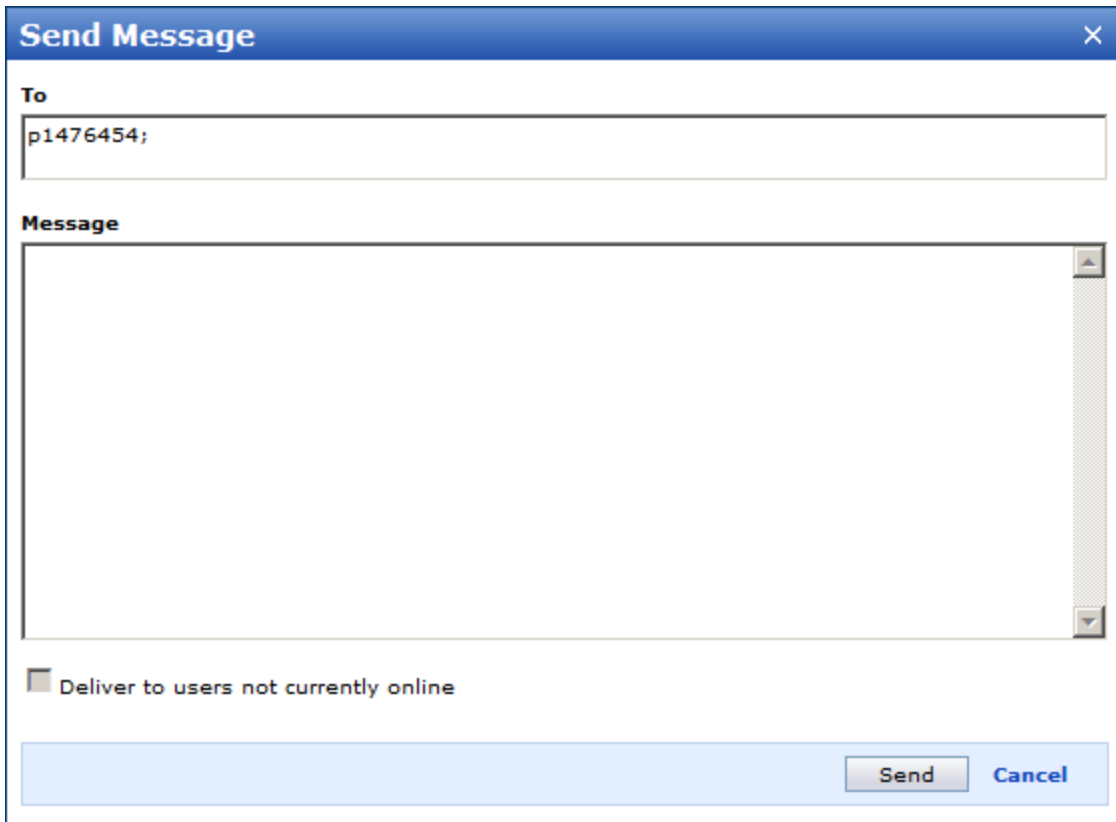 Send Message
To
p1476454;
Message
Deliver to users not currently online
Send Cancel